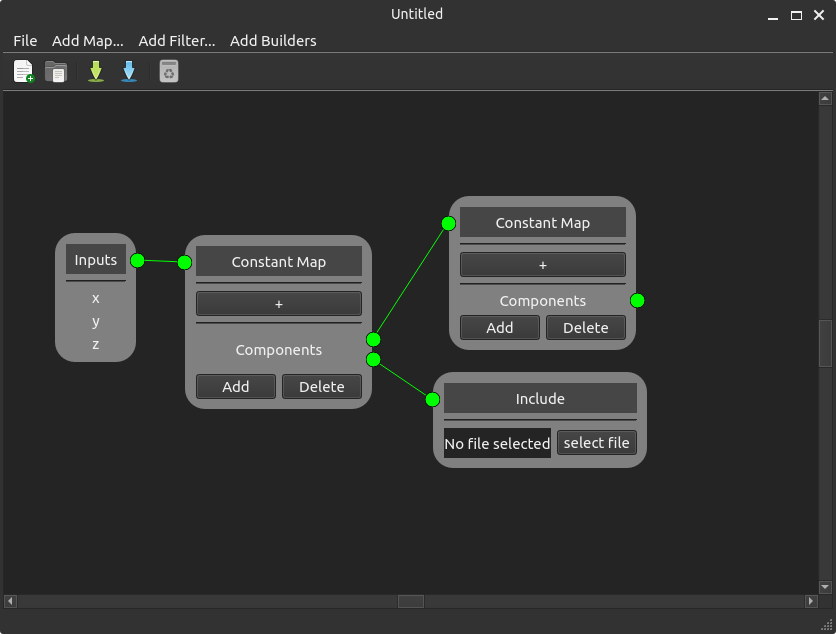 Untitled
File Add Map... Add Filter... Add Builders
Inputs
x
y
z
Constant Map
+
Components
Add Delete
Constant Map
+
Components
Add Delete
Include
No file selected select file